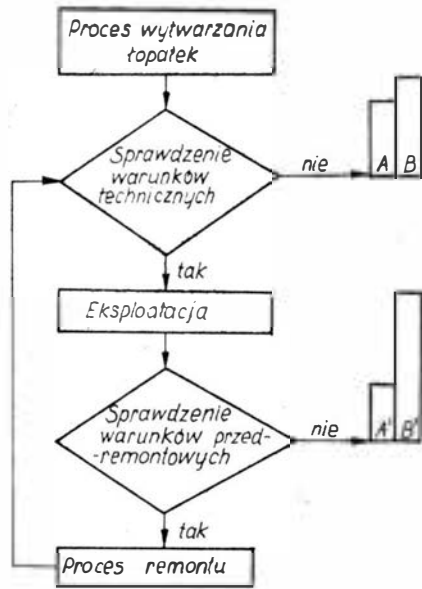 Proces wytwarzania
łopatek
Sprawdzenie
warunków
technicznych
nie
A B
tak
Eksploatacja
Sprawdzenie
warunków przed-
-remontowych
nie
A' B'
tak
Proces remontu